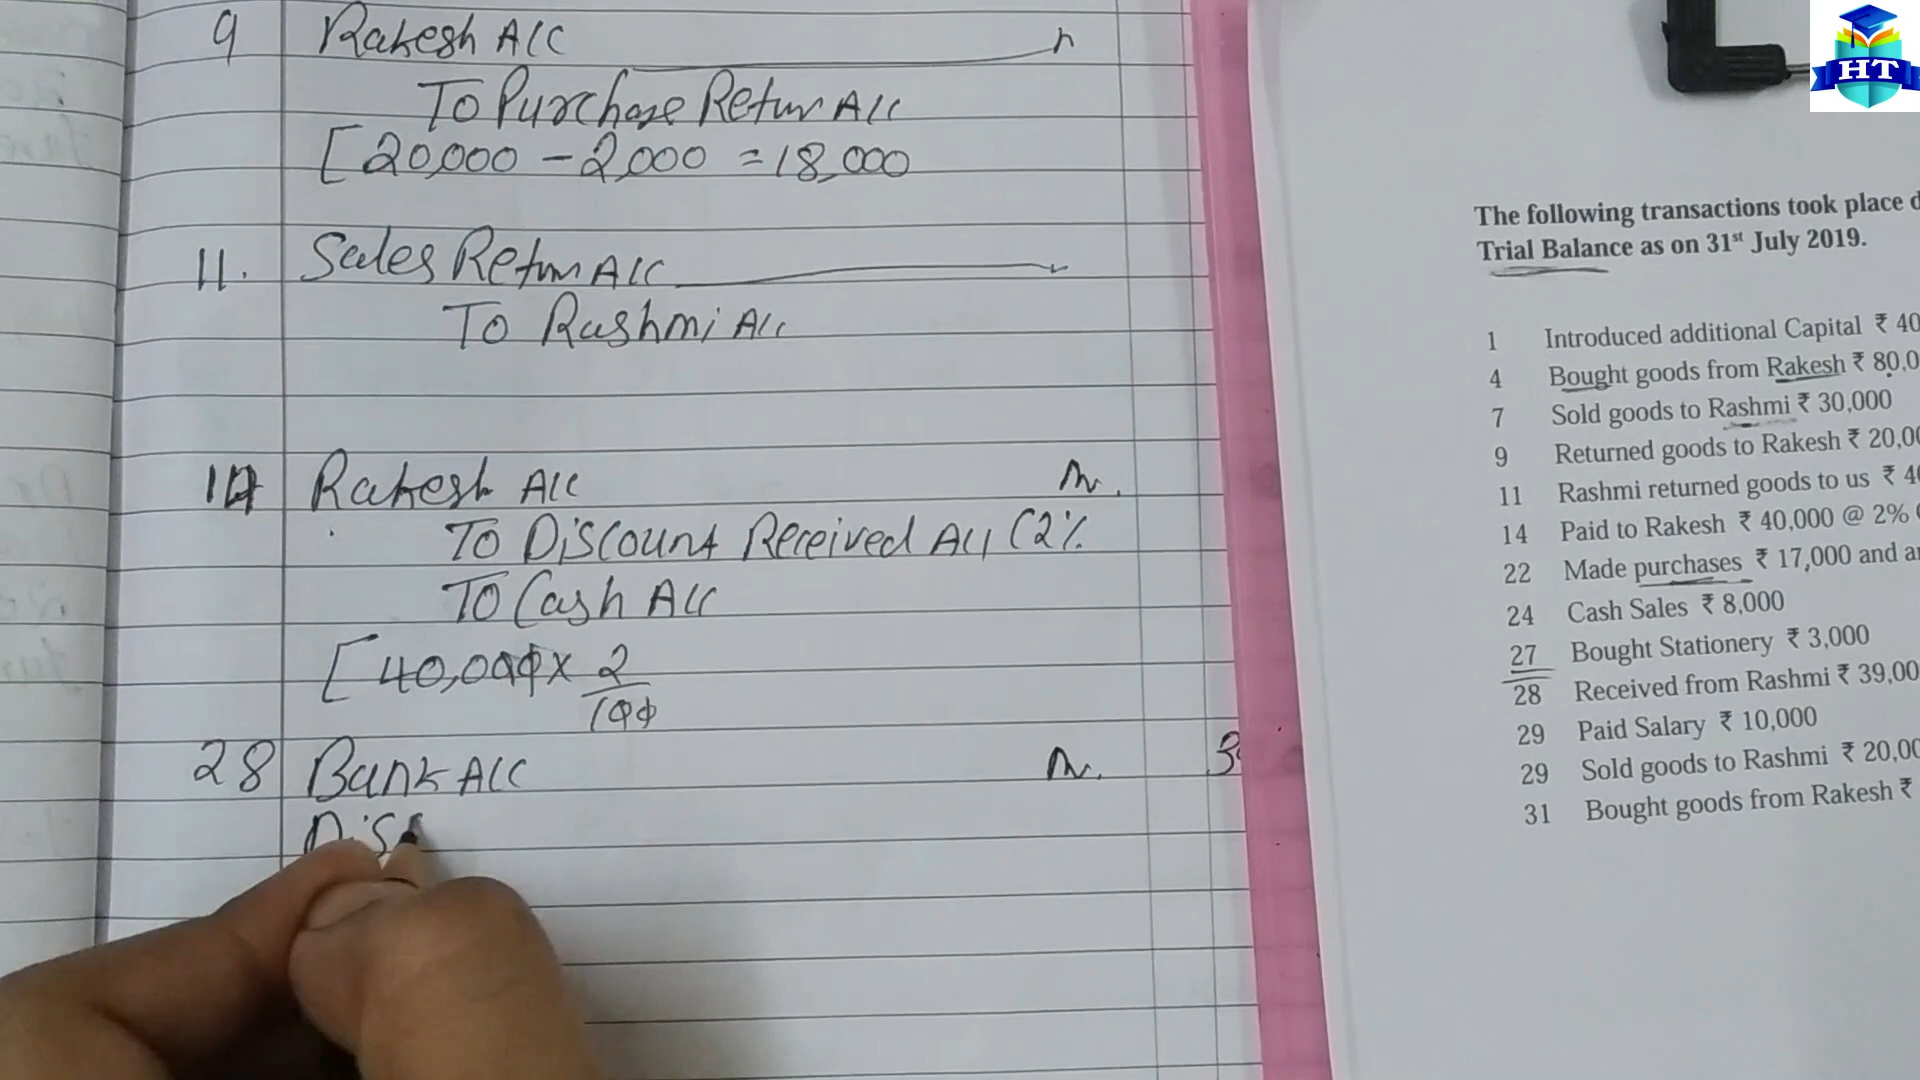 9 Rakesh A/C
To Purchase Return A/c
[20,000 - 2,000 = 18,000
11. Sales Return A/C
To Rashmi A/c
14 Rakesh A/C Dr.
To Discount Received A/c (2%
To Cash A/c
[40,000 x 2
100
28 Bank A/C Dr. 3
Dis
HT
The following transactions took place d
Trial Balance as on 31st July 2019.
1 Introduced additional Capital ₹ 40
4 Bought goods from Rakesh ₹ 80,0
7 Sold goods to Rashmi ₹ 30,000
9 Returned goods to Rakesh ₹ 20,00
11 Rashmi returned goods to us ₹ 40
14 Paid to Rakesh ₹ 40,000 @ 2%
22 Made purchases ₹ 17,000 and a
24 Cash Sales ₹ 8,000
27 Bought Stationery ₹ 3,000
28 Received from Rashmi ₹ 39,00
29 Paid Salary ₹ 10,000
29 Sold goods to Rashmi ₹ 20,00
31 Bought goods from Rakesh ₹